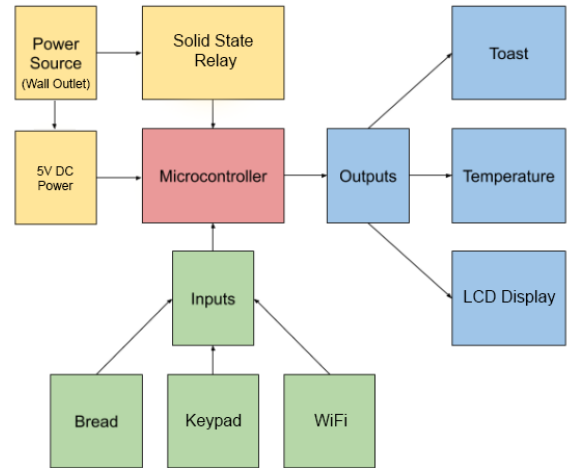 Power
Source
(Wall Outlet)
Solid State
Relay
Toast
5V DC
Power
Microcontroller
Outputs
Temperature
Inputs
LCD Display
Bread
Keypad
WiFi